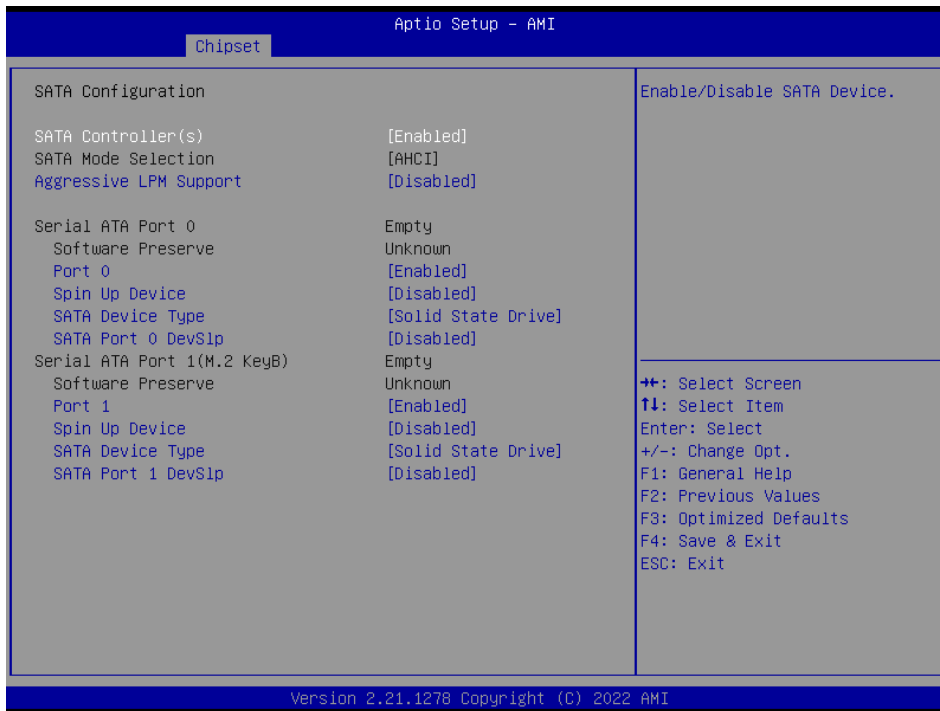 Aptio Setup – AMI
Chipset
SATA Configuration
SATA Controller(s) [Enabled]
SATA Mode Selection [AHCI]
Aggressive LPM Support [Disabled]
Serial ATA Port 0 Empty
Software Preserve Unknown
Port 0 [Enabled]
Spin Up Device [Disabled]
SATA Device Type [Solid State Drive]
SATA Port 0 DevSlp [Disabled]
Serial ATA Port 1(M.2 KeyB) Empty
Software Preserve Unknown
Port 1 [Enabled]
Spin Up Device [Disabled]
SATA Device Type [Solid State Drive]
SATA Port 1 DevSlp [Disabled]
Enable/Disable SATA Device.
→←: Select Screen
↑↓: Select Item
Enter: Select
+/-: Change Opt.
F1: General Help
F2: Previous Values
F3: Optimized Defaults
F4: Save & Exit
ESC: Exit
Version 2.21.1278 Copyright (C) 2022 AMI